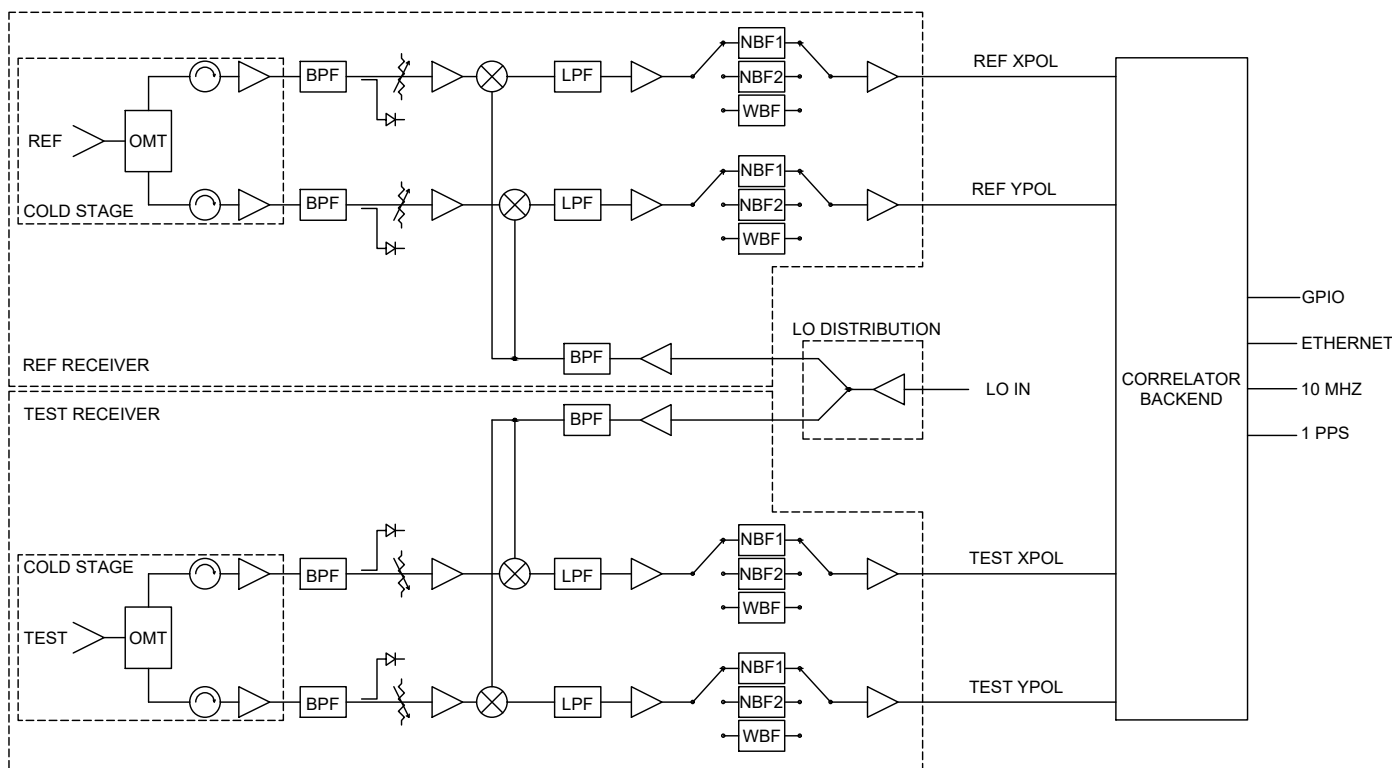 NBF1
REF XPOL
BPF
LPF
NBF2
WBF
REF
OMT
COLD STAGE
NBF1
REF YPOL
BPF
LPF
NBF2
WBF
GPIO
LO DISTRIBUTION
ETHERNET
REF RECEIVER
BPF
LO IN
CORRELATOR
BACKEND
10 MHZ
TEST RECEIVER
BPF
1 PPS
COLD STAGE
NBF1
TEST XPOL
BPF
LPF
NBF2
WBF
TEST
OMT
NBF1
TEST YPOL
BPF
LPF
NBF2
WBF